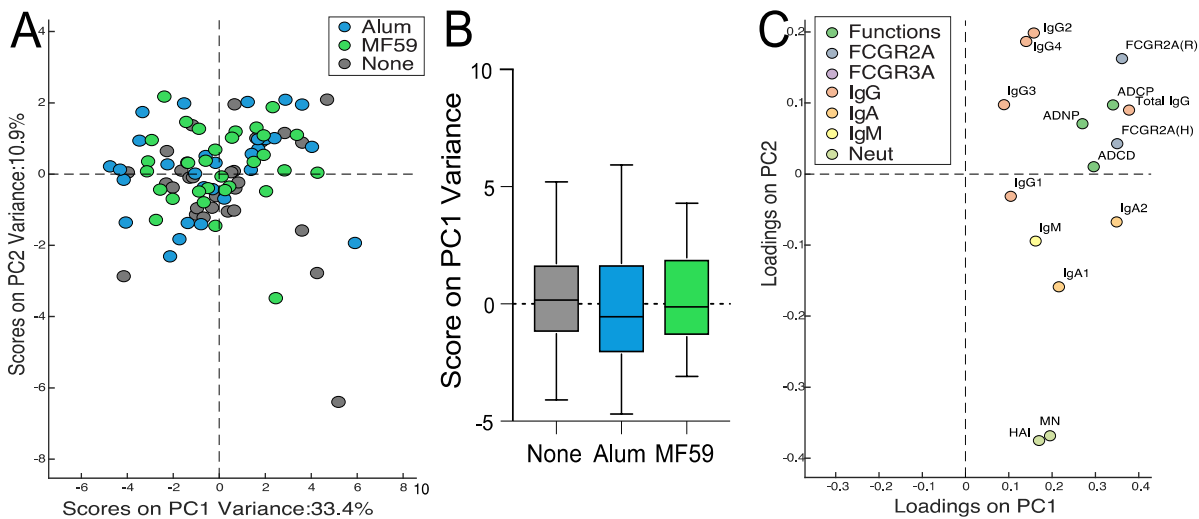 A
Alum
MF59
None
Scores on PC2 Variance:10.9%
4
2
0
-2
-4
-6
-8
-6
-4
-2
0
2
4
6
8
10
Scores on PC1 Variance:33.4%
B
Score on PC1 Variance
10
5
0
-5
None Alum MF59
C
Functions
FCGR2A
FCGR3A
IgG
IgA
IgM
Neut
Loadings on PC2
0.2
0.1
0
-0.1
-0.2
-0.3
-0.4
IgG2
IgG4
FCGR2A(R)
IgG3
ADCP
Total IgG
ADNP
FCGR2A(H)
ADCD
IgG1
IgA2
IgM
IgA1
HAI
MN
-0.3
-0.2
-0.1
0
0.1
0.2
0.3
0.4
Loadings on PC1